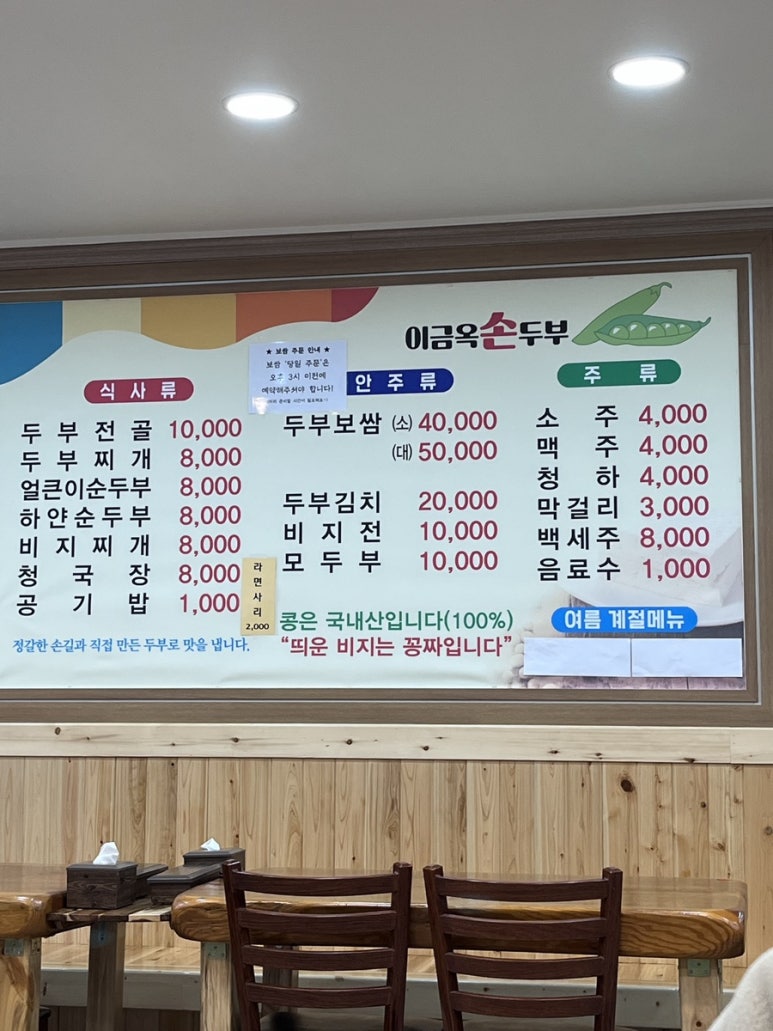 이금옥손두부
식사류
두부전골 10,000
두부찌개 8,000
얼큰이순두부 8,000
하얀순두부 8,000
비지찌개 8,000
청국장 8,000
공기밥 1,000
정갈한 손길과 직접 만든 두부로 맛을 냅니다.
라면사리
2,000
★ 보쌈 주문 안내 ★
보쌈 '당일 주문'은
오후 3시 이전에
예약해주셔야 합니다!
안주류
두부보쌈 (소) 40,000
(대) 50,000
두부김치 20,000
비지전 10,000
모두부 10,000
콩은 국내산입니다(100%)
“띄운 비지는 꽁짜입니다”
주류
소주 4,000
맥주 4,000
청하 4,000
막걸리 3,000
백세주 8,000
음료수 1,000
여름 계절메뉴